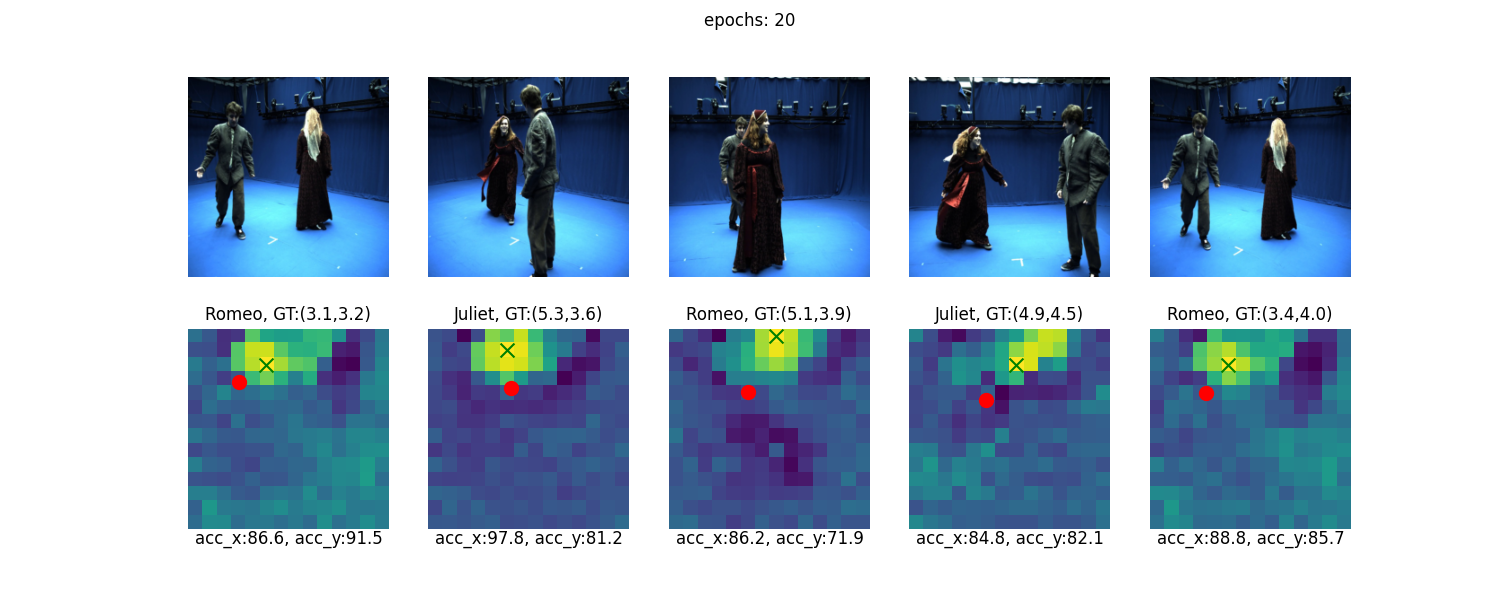 epochs: 20
Romeo, GT:(3.1,3.2)
Juliet, GT:(5.3,3.6)
Romeo, GT:(5.1,3.9)
Juliet, GT:(4.9,4.5)
Romeo, GT:(3.4,4.0)
acc_x:86.6, acc_y:91.5
acc_x:97.8, acc_y:81.2
acc_x:86.2, acc_y:71.9
acc_x:84.8, acc_y:82.1
acc_x:88.8, acc_y:85.7